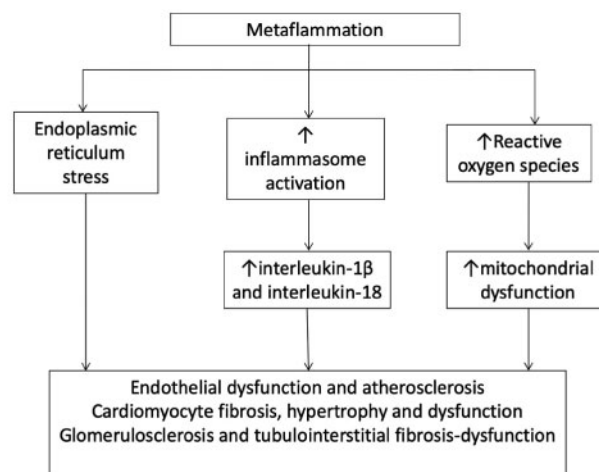 Metaflammation
Endoplasmic
reticulum
stress
↑
inflammasome
activation
↑Reactive
oxygen species
↑interleukin-1β
and interleukin-18
↑mitochondrial
dysfunction
Endothelial dysfunction and atherosclerosis
Cardiomyocyte fibrosis, hypertrophy and dysfunction
Glomerulosclerosis and tubulointerstitial fibrosis-dysfunction